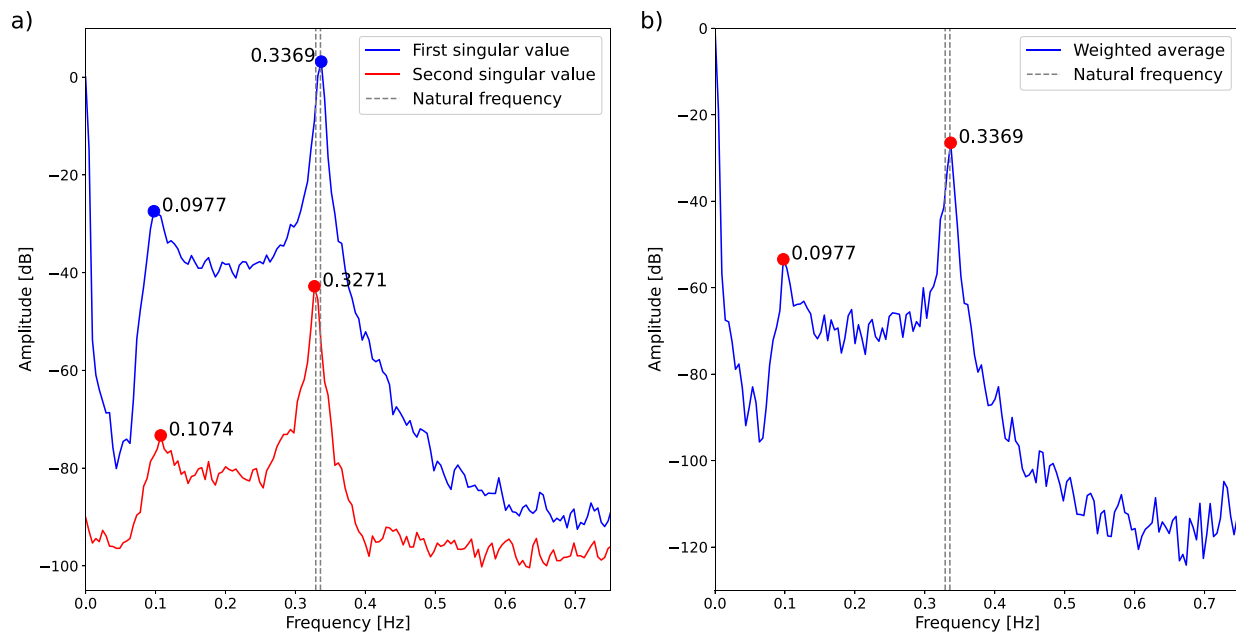 a)
First singular value
Second singular value
Natural frequency
0.3369
0.0977
0.3271
0.1074
0
−20
−40
−60
−80
−100
Amplitude [dB]
0.0 0.1 0.2 0.3 0.4 0.5 0.6 0.7
Frequency [Hz]
b)
Weighted average
Natural frequency
0.3369
0.0977
0
−20
−40
−60
−80
−100
−120
Amplitude [dB]
0.0 0.1 0.2 0.3 0.4 0.5 0.6 0.7
Frequency [Hz]